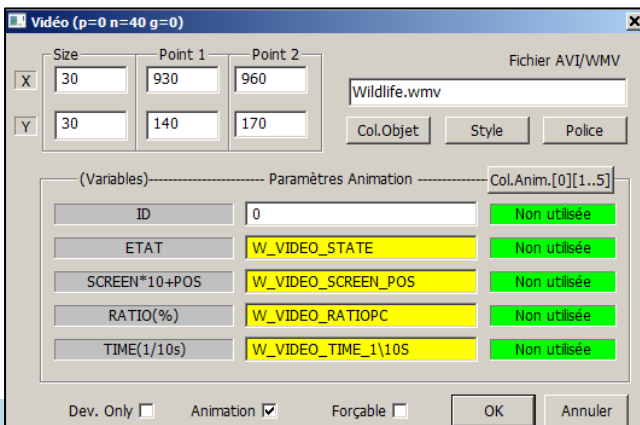 Vidéo (p=0 n=40 g=0)
Size Point 1 Point 2 Fichier AVI/WMV
X 30 930 960 Wildlife.wmv
Y 30 140 170 Col.Objet Style Police
(Variables)----------------------- Paramètres Animation -------------- Col.Anim.[0][1..5]
ID 0 Non utilisée
ETAT W_VIDEO_STATE Non utilisée
SCREEN*10+POS W_VIDEO_SCREEN_POS Non utilisée
RATIO(%) W_VIDEO_RATIOPC Non utilisée
TIME(1/10s) W_VIDEO_TIME_1\10S Non utilisée
Dev. Only Animation Forçable OK Annuler